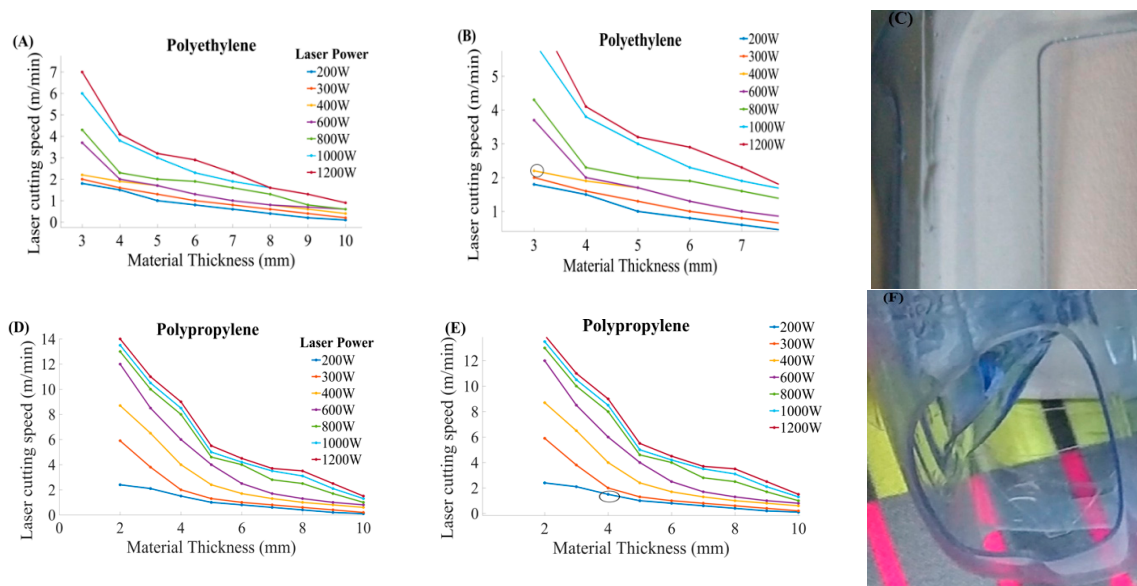 (A)
Polyethylene
Laser Power
200W
300W
400W
600W
800W
1000W
1200W
Laser cutting speed (m/min)
7
6
5
4
3
2
1
0
3 4 5 6 7 8 9 10
Material Thickness (mm)
(B)
Polyethylene
200W
300W
400W
600W
800W
1000W
1200W
Laser cutting speed (m/min)
5
4
3
2
1
3 4 5 6 7
Material Thickness (mm)
(C)
(D)
Polypropylene
Laser Power
200W
300W
400W
600W
800W
1000W
1200W
Laser cutting speed (m/min)
14
12
10
8
6
4
2
0
0 2 4 6 8 10
Material Thickness (mm)
(E)
Polypropylene
200W
300W
400W
600W
800W
1000W
1200W
Laser cutting speed (m/min)
12
10
8
6
4
2
0
2 4 6 8 10
Material Thickness (mm)
(F)